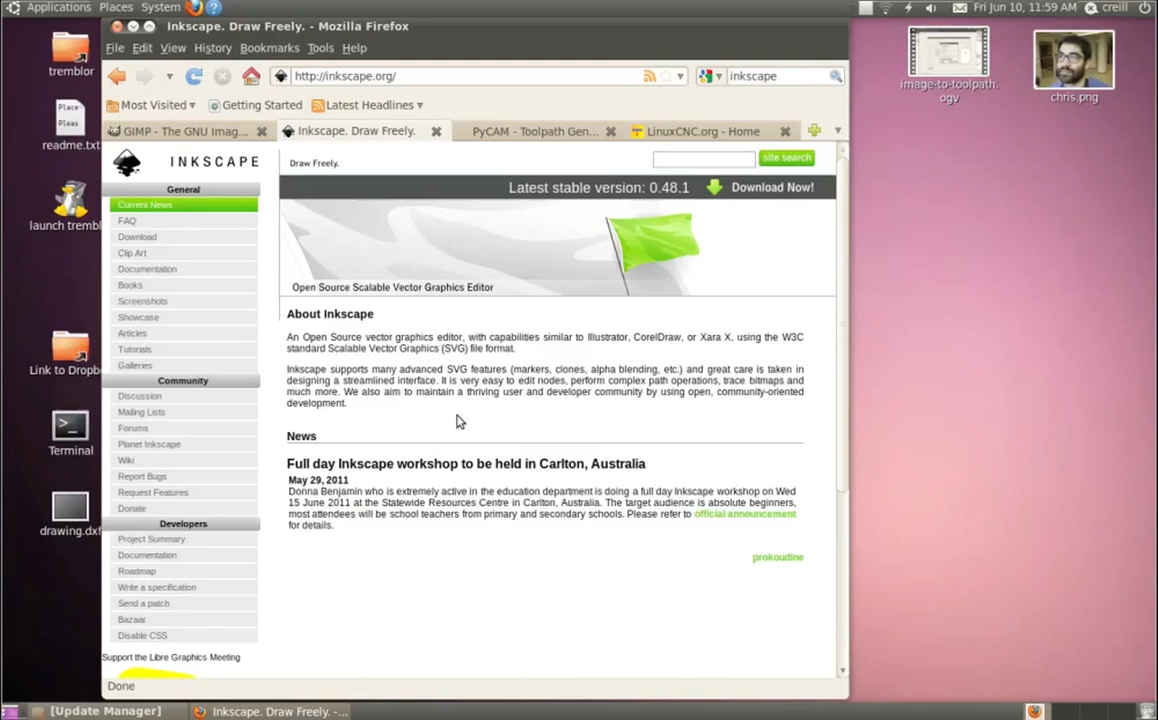 Applications Places System
Fri Jun 10, 11:59 AM creill
Inkscape. Draw Freely. - Mozilla Firefox
File Edit View History Bookmarks Tools Help
http://inkscape.org/
inkscape
Most Visited Getting Started Latest Headlines
GIMP - The GNU Imag... Inkscape. Draw Freely. PyCAM - Toolpath Gen... LinuxCNC.org - Home
tremblor
readme.txt
launch trembl
Link to Dropb
Terminal
drawing.dxf
image-to-toolpath.
ogv
chris.png
INKSCAPE
Draw Freely.
site search
Latest stable version: 0.48.1 Download Now!
General
Current News
FAQ
Download
Clip Art
Documentation
Books
Screenshots
Showcase
Articles
Tutorials
Galleries
Community
Discussion
Mailing Lists
Forums
Planet Inkscape
Wiki
Report Bugs
Request Features
Donate
Developers
Project Summary
Documentation
Roadmap
Write a specification
Send a patch
Bazaar
Disable CSS
Support the Libre Graphics Meeting
Open Source Scalable Vector Graphics Editor
About Inkscape
An Open Source vector graphics editor, with capabilities similar to Illustrator, CorelDraw, or Xara X, using the W3C
standard Scalable Vector Graphics (SVG) file format.
Inkscape supports many advanced SVG features (markers, clones, alpha blending, etc.) and great care is taken in
designing a streamlined interface. It is very easy to edit nodes, perform complex path operations, trace bitmaps and
much more. We also aim to maintain a thriving user and developer community by using open, community-oriented
development.
News
Full day Inkscape workshop to be held in Carlton, Australia
May 29, 2011
Donna Benjamin who is extremely active in the education department is doing a full day Inkscape workshop on Wed
15 June 2011 at the Statewide Resources Centre in Carlton, Australia. The target audience is absolute beginners,
most attendees will be school teachers from primary and secondary schools. Please refer to official announcement
for details.
prokoudine
Done
[Update Manager] Inkscape. Draw Freely. -...